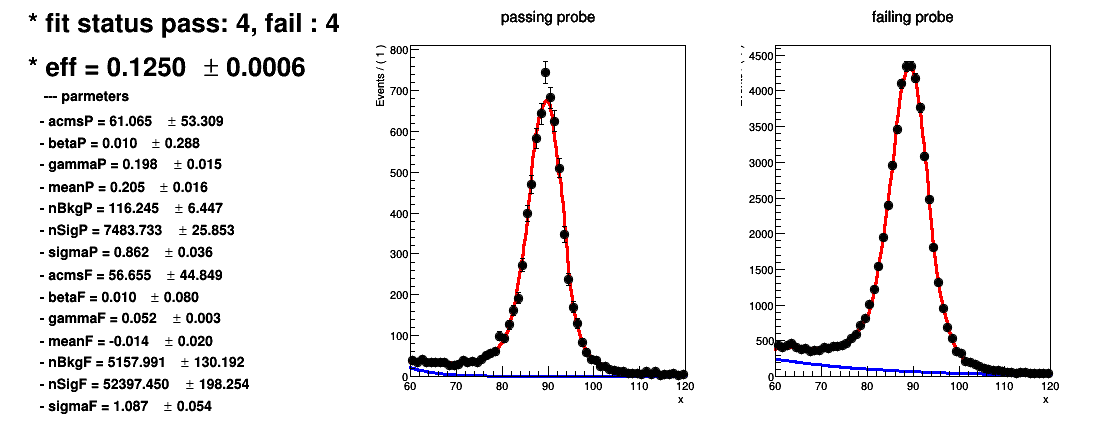 * fit status pass: 4, fail : 4
* eff = 0.1250 ± 0.0006
--- parmeters
- acmsP = 61.065 ± 53.309
- betaP = 0.010 ± 0.288
- gammaP = 0.198 ± 0.015
- meanP = 0.205 ± 0.016
- nBkgP = 116.245 ± 6.447
- nSigP = 7483.733 ± 25.853
- sigmaP = 0.862 ± 0.036
- acmsF = 56.655 ± 44.849
- betaF = 0.010 ± 0.080
- gammaF = 0.052 ± 0.003
- meanF = -0.014 ± 0.020
- nBkgF = 5157.991 ± 130.192
- nSigF = 52397.450 ± 198.254
- sigmaF = 1.087 ± 0.054
passing probe
Events / ( 1 )
800
700
600
500
400
300
200
100
0
60 70 80 90 100 110 120
x
failing probe
4500
4000
3500
3000
2500
2000
1500
1000
500
0
60 70 80 90 100 110 120
x